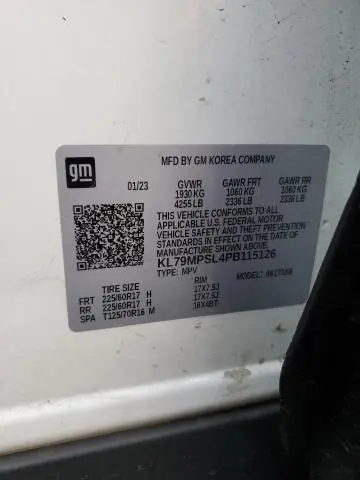 gm
MFD BY GM KOREA COMPANY
01/23 GVWR GAWR FRT GAWR RR
1930 KG 1060 KG 1060 KG
4255 LB 2336 LB 2336 LB
THIS VEHICLE CONFORMS TO ALL
APPLICABLE U.S. FEDERAL MOTOR
VEHICLE SAFETY AND THEFT PREVENTION
STANDARDS IN EFFECT ON THE DATE OF
MANUFACTURE SHOWN ABOVE.
KL79MPSL4PB115126
TYPE: MPV MODEL:
TIRE SIZE RIM
FRT 225/60R17 H 17X7.5J
RR 225/60R17 H 17X7.5J
SPA T125/70R16 M 16X4BT